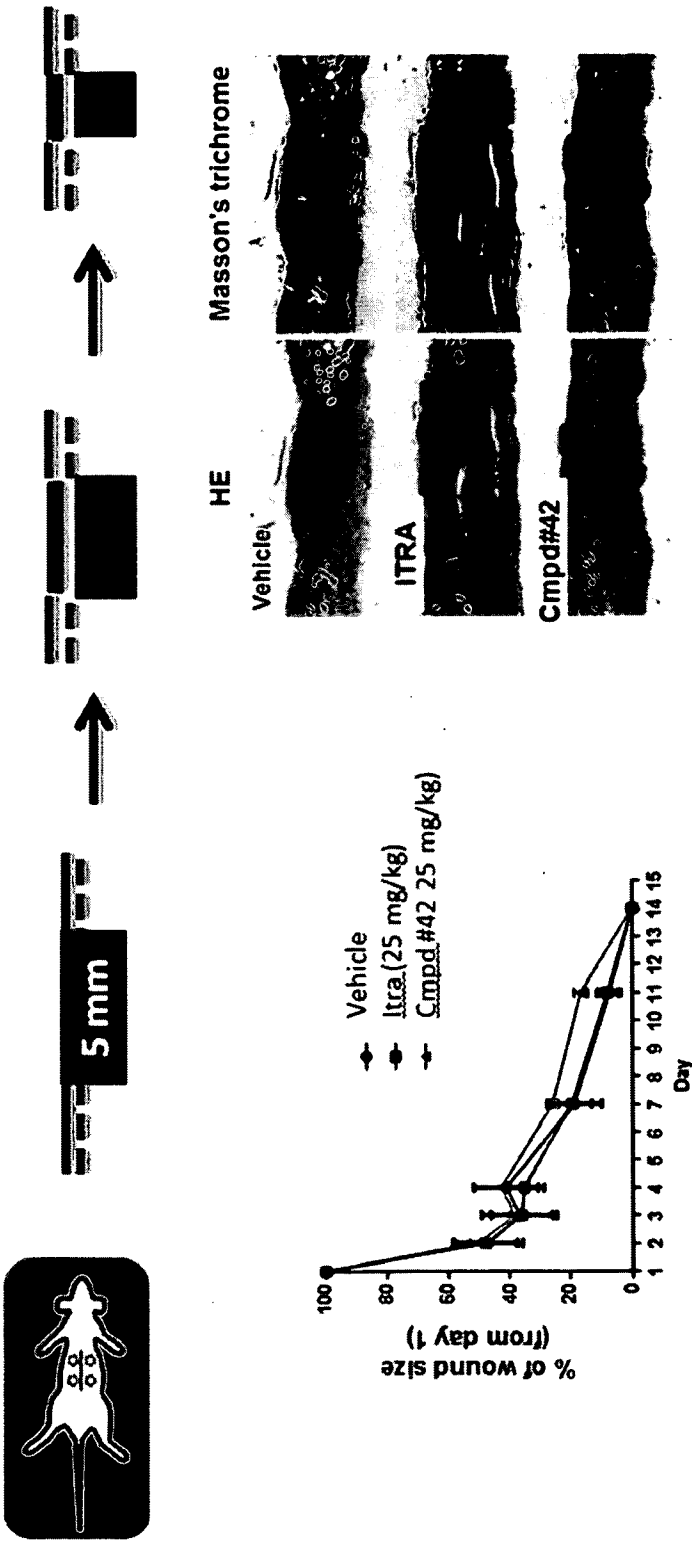 5 mm
HE
Masson's trichrome
Vehicle
ITRA
Cmpd#42
Vehicle
Itra (25 mg/kg)
Cmpd #42 25 mg/kg)
% of wound size
(from day 1)
100
80
60
40
20
0
1 2 3 4 5 6 7 8 9 10 11 12 13 14 15
Day